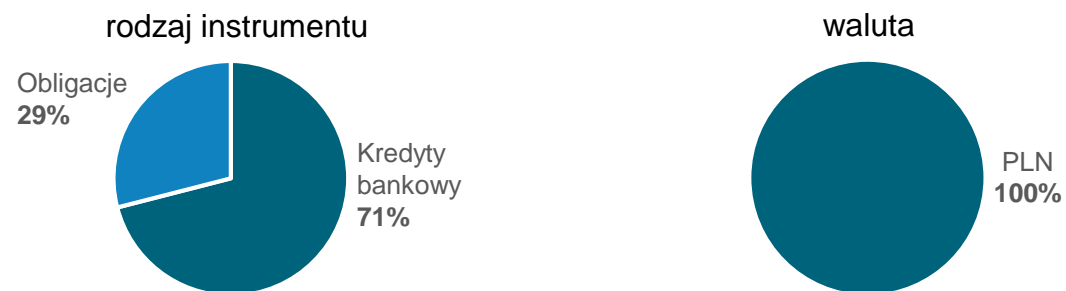 rodzaj instrumentu
Obligacje
29%
Kredyty
bankowy
71%
waluta
PLN
100%